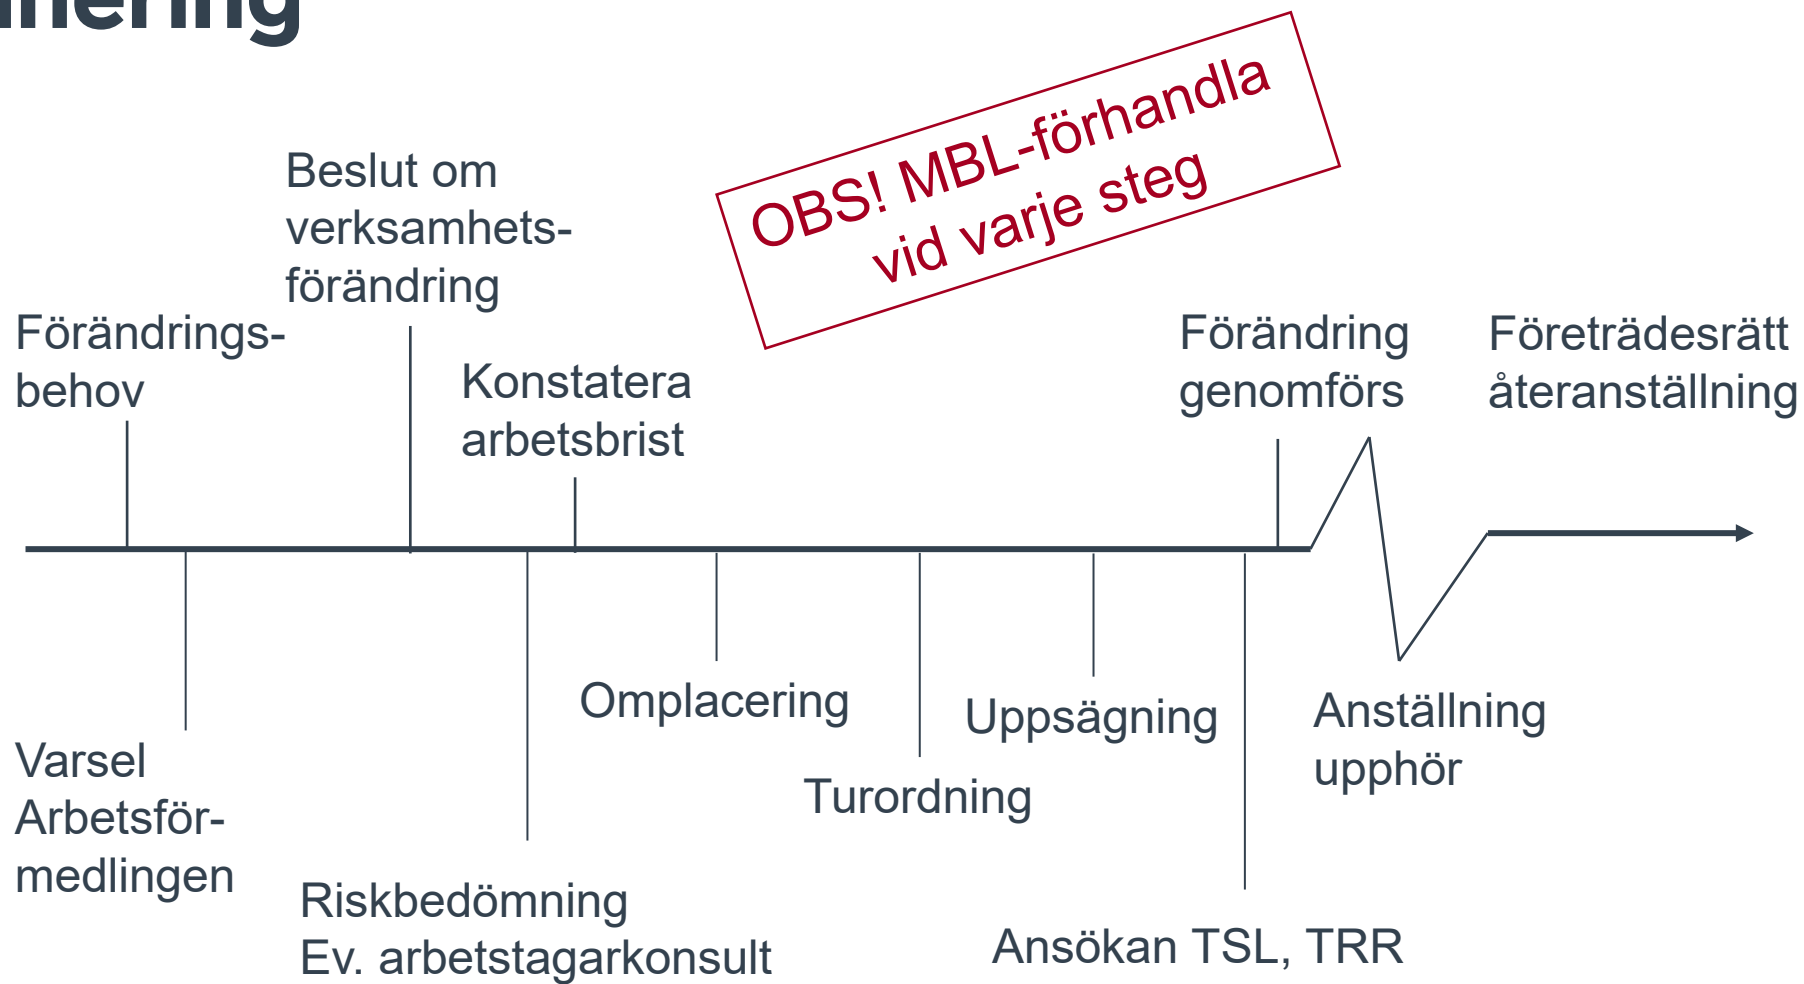 OBS! MBL-förhandla
vid varje steg
Beslut om
verksamhets-
förändring
Förändrings-
behov
Konstatera
arbetsbrist
Förändring
genomförs
Företrädesrätt
återanställning
Varsel
Arbetsför-
medlingen
Riskbedömning
Ev. arbetstagarkonsult
Omplacering
Turordning
Uppsägning
Ansökan TSL, TRR
Anställning
upphör